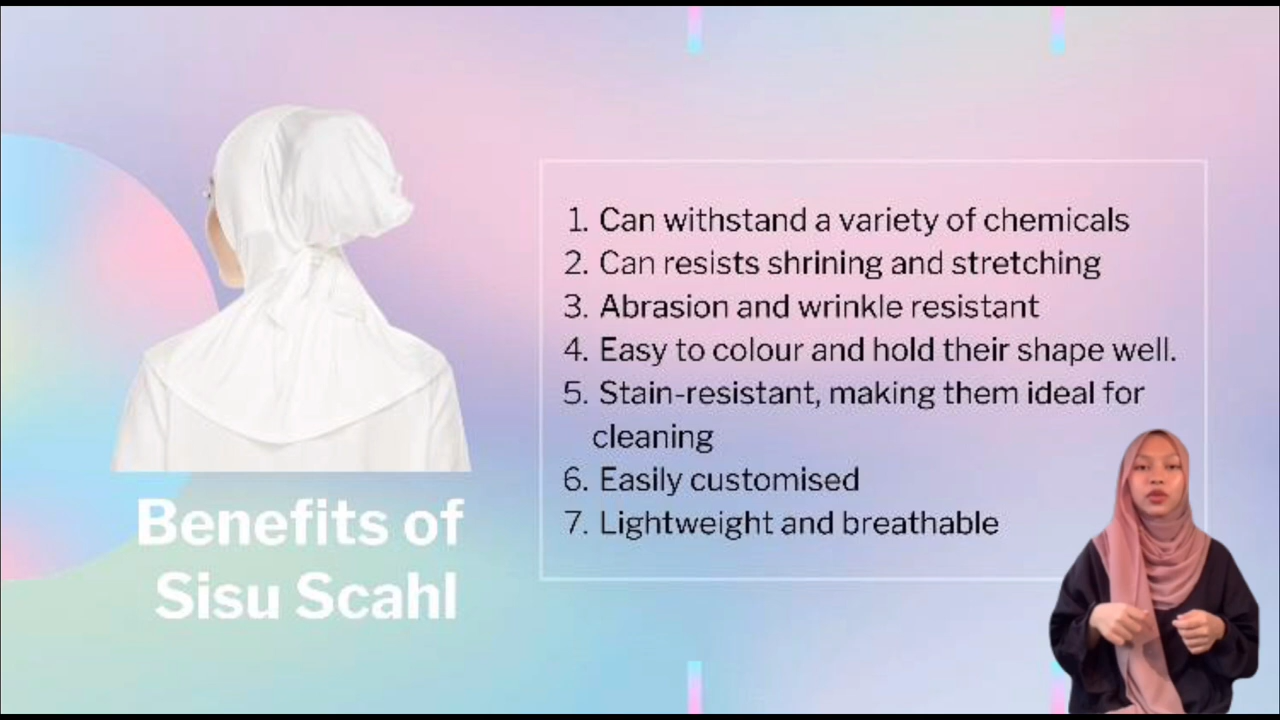 Benefits of
Sisu Scahl
1. Can withstand a variety of chemicals
2. Can resists shrining and stretching
3. Abrasion and wrinkle resistant
4. Easy to colour and hold their shape well.
5. Stain-resistant, making them ideal for
cleaning
6. Easily customised
7. Lightweight and breathable